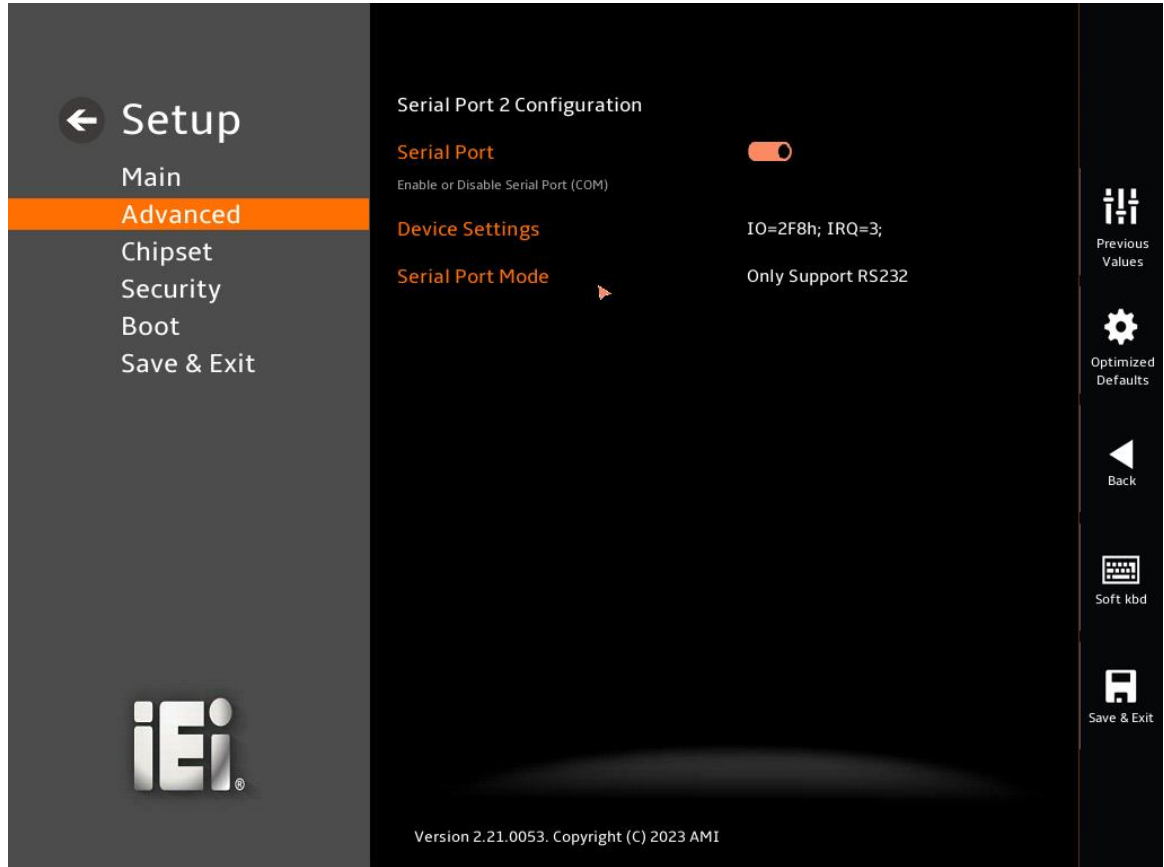 Setup
Main
Advanced
Chipset
Security
Boot
Save & Exit
iEi®
Serial Port 2 Configuration
Serial Port
Enable or Disable Serial Port (COM)
Device Settings IO=2F8h; IRQ=3;
Serial Port Mode Only Support RS232
Version 2.21.0053. Copyright (C) 2023 AMI
Previous
Values
Optimized
Defaults
Back
Soft kbd
Save & Exit